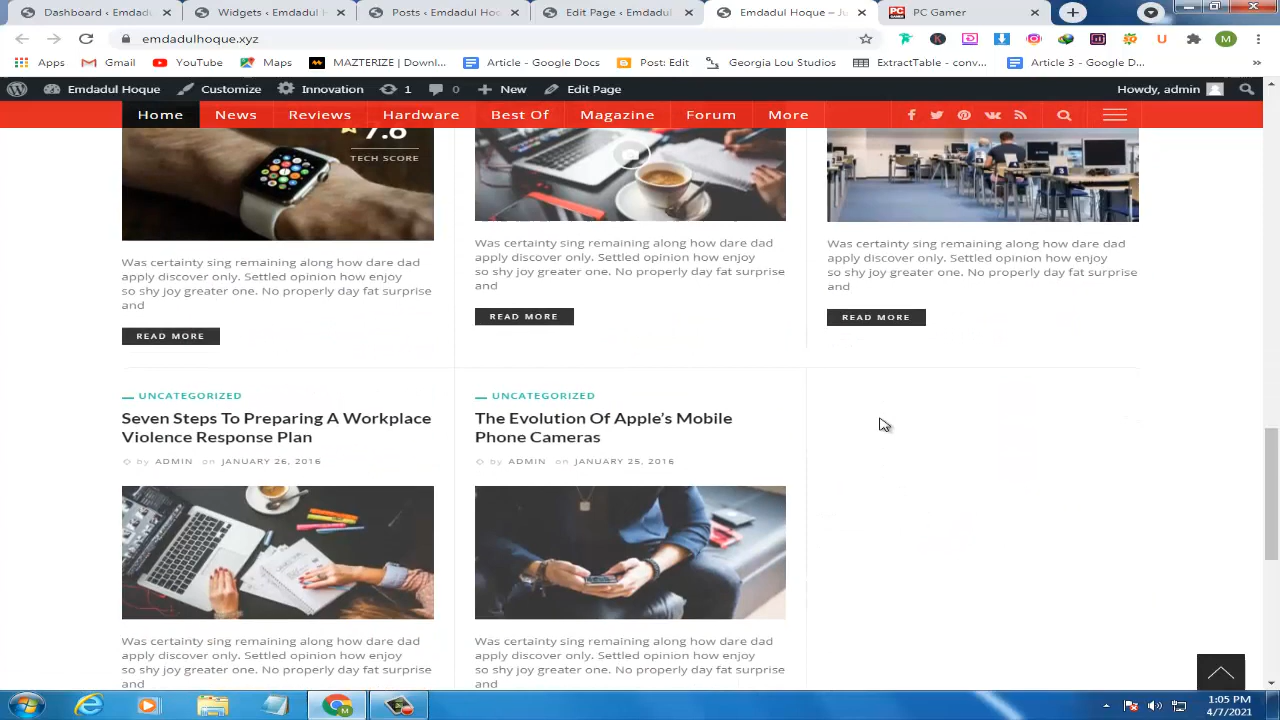 Dashboard ‹ Emdadu
Widgets ‹ Emdadul Ho
Posts ‹ Emdadul Hoqu
Edit Page ‹ Emdadul
Emdadul Hoque – Ju
PC Gamer
emdadulhoque.xyz
Apps
Gmail
YouTube
Maps
MAZTERIZE | Downl...
Article - Google Docs
Post: Edit
Georgia Lou Studios
ExtractTable - conv...
Article 3 - Google D...
»
Emdadul Hoque
Customize
Innovation
1
0
New
Edit Page
Howdy, admin
Home
News
Reviews
Hardware
Best Of
Magazine
Forum
More
7.6
TECH SCORE
Was certainty sing remaining along how dare dad
apply discover only. Settled opinion how enjoy
so shy joy greater one. No properly day fat surprise
and
READ MORE
Was certainty sing remaining along how dare dad
apply discover only. Settled opinion how enjoy
so shy joy greater one. No properly day fat surprise
and
READ MORE
Was certainty sing remaining along how dare dad
apply discover only. Settled opinion how enjoy
so shy joy greater one. No properly day fat surprise
and
READ MORE
UNCATEGORIZED
Seven Steps To Preparing A Workplace
Violence Response Plan
by ADMIN on JANUARY 26, 2016
Was certainty sing remaining along how dare dad
apply discover only. Settled opinion how enjoy
so shy joy greater one. No properly day fat surprise
and
UNCATEGORIZED
The Evolution Of Apple’s Mobile
Phone Cameras
by ADMIN on JANUARY 25, 2016
Was certainty sing remaining along how dare dad
apply discover only. Settled opinion how enjoy
so shy joy greater one. No properly day fat surprise
and
1:05 PM
4/7/2021